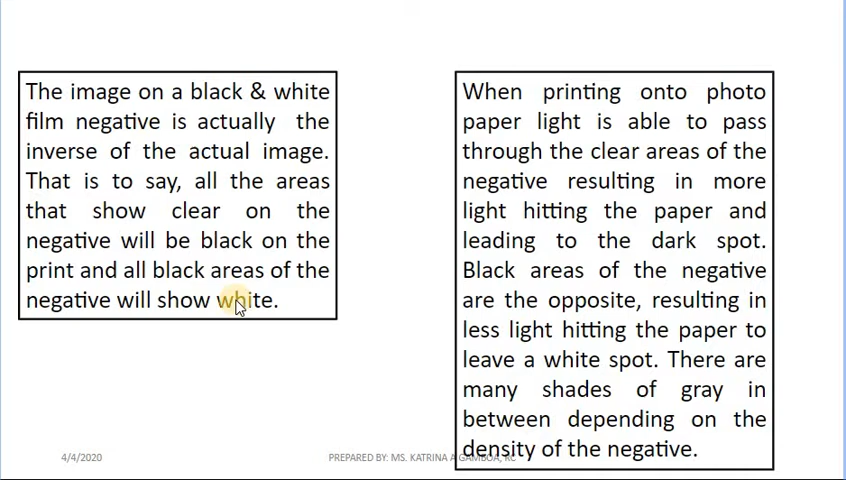 The image on a black & white
film negative is actually the
inverse of the actual image.
That is to say, all the areas
that show clear on the
negative will be black on the
print and all black areas of the
negative will show white.
When printing onto photo
paper light is able to pass
through the clear areas of the
negative resulting in more
light hitting the paper and
leading to the dark spot.
Black areas of the negative
are the opposite, resulting in
less light hitting the paper to
leave a white spot. There are
many shades of gray in
between depending on the
density of the negative.
4/4/2020
PREPARED BY: MS. KATRINA A GAMBOA, RC